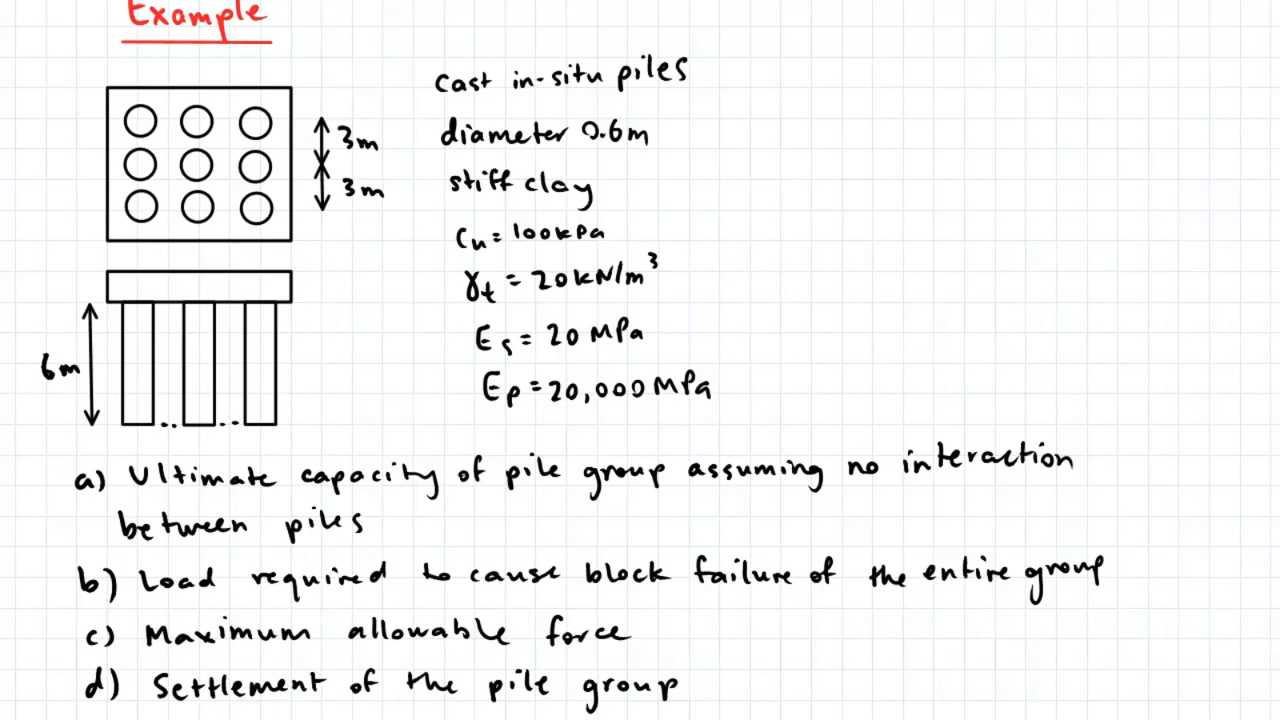 Example
cast in-situ piles
diameter 0.6m
stiff clay
Cu = 100kPa
γt = 20kN/m³
Es = 20 MPa
Ep = 20,000 MPa
3m
3m
6m
a) Ultimate capacity of pile group assuming no interaction
between piles
b) Load required to cause block failure of the entire group
c) Maximum allowable force
d) Settlement of the pile group